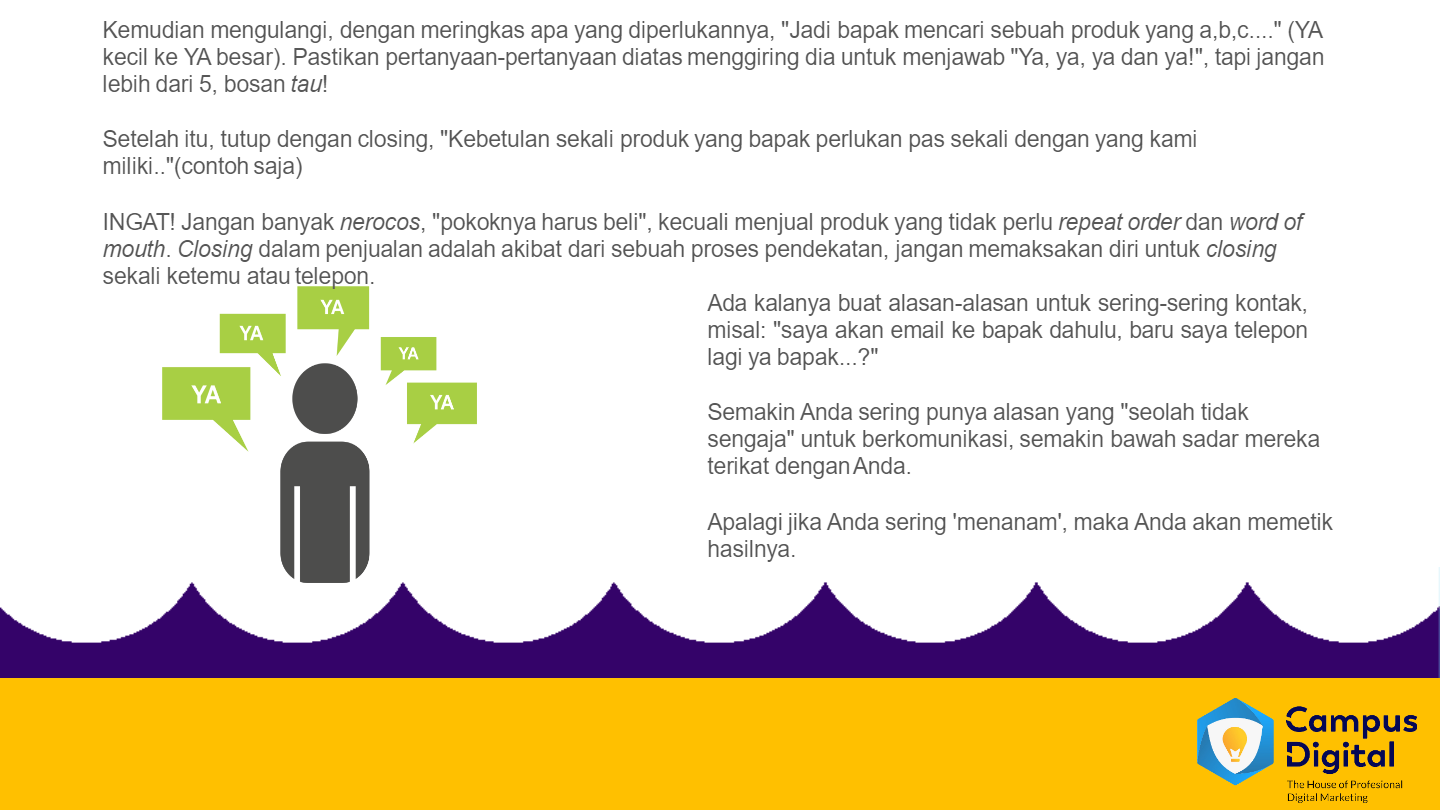 Kemudian mengulangi, dengan meringkas apa yang diperlukannya, "Jadi bapak mencari sebuah produk yang a,b,c...." (YA
kecil ke YA besar). Pastikan pertanyaan-pertanyaan diatas menggiring dia untuk menjawab "Ya, ya, ya dan ya!", tapi jangan
lebih dari 5, bosan tau!
Setelah itu, tutup dengan closing, "Kebetulan sekali produk yang bapak perlukan pas sekali dengan yang kami
miliki.."(contoh saja)
INGAT! Jangan banyak nerocos, "pokoknya harus beli", kecuali menjual produk yang tidak perlu repeat order dan word of
mouth. Closing dalam penjualan adalah akibat dari sebuah proses pendekatan, jangan memaksakan diri untuk closing
sekali ketemu atau telepon.
YA
YA
YA
YA
YA
Ada kalanya buat alasan-alasan untuk sering-sering kontak,
misal: "saya akan email ke bapak dahulu, baru saya telepon
lagi ya bapak...?"
Semakin Anda sering punya alasan yang "seolah tidak
sengaja" untuk berkomunikasi, semakin bawah sadar mereka
terikat dengan Anda.
Apalagi jika Anda sering 'menanam', maka Anda akan memetik
hasilnya.
Campus
Digital
The House of Profesional
Digital Marketing